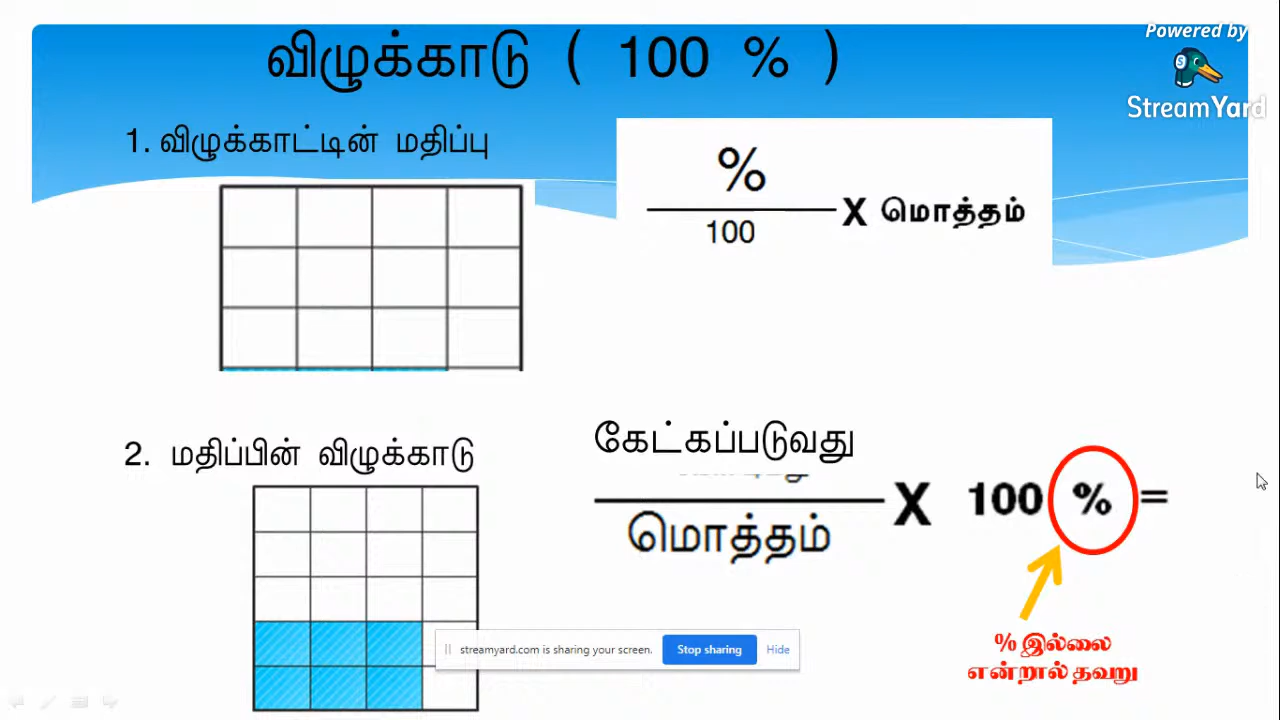 விழுக்காடு ( 100 % )
Powered by
StreamYard
1. விழுக்காட்டின் மதிப்பு
%
100
X மொத்தம்
2. மதிப்பின் விழுக்காடு
கேட்கப்படுவது
மொத்தம்
X 100 % =
% இல்லை
என்றால் தவறு
streamyard.com is sharing your screen.
Stop sharing
Hide